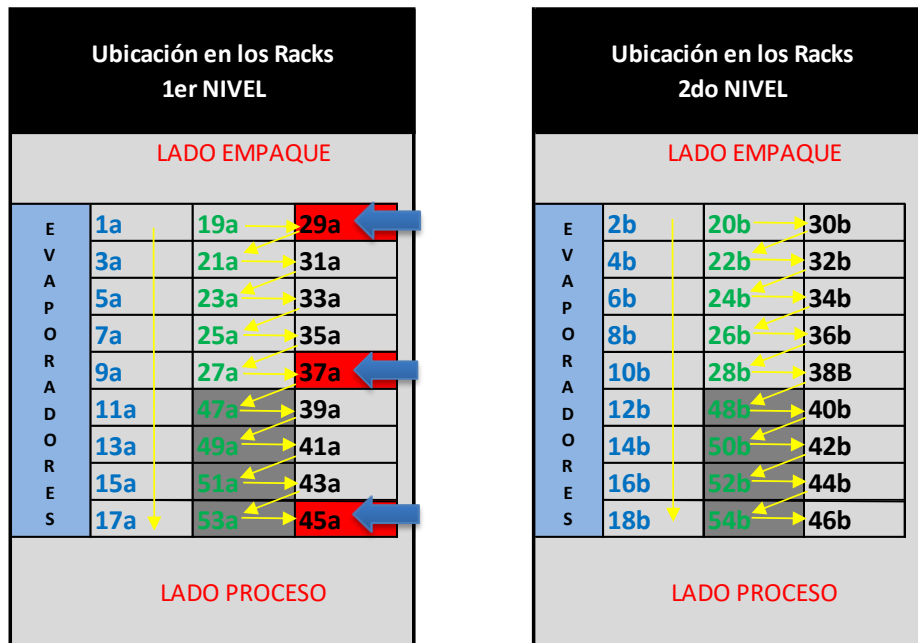 Ubicación en los Racks
1er NIVEL
LADO EMPAQUE
EVAPORADORES
1a 19a 29a
3a 21a 31a
5a 23a 33a
7a 25a 35a
9a 27a 37a
11a 47a 39a
13a 49a 41a
15a 51a 43a
17a 53a 45a
LADO PROCESO
Ubicación en los Racks
2do NIVEL
LADO EMPAQUE
EVAPORADORES
2b 20b 30b
4b 22b 32b
6b 24b 34b
8b 26b 36b
10b 28b 38B
12b 48b 40b
14b 50b 42b
16b 52b 44b
18b 54b 46b
LADO PROCESO